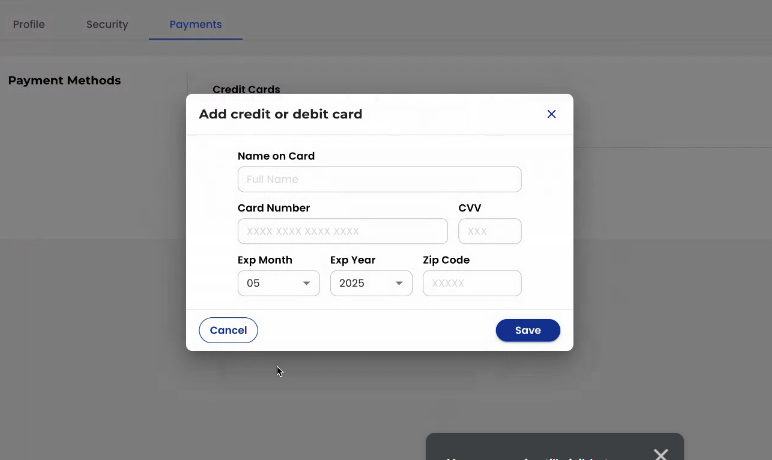 Profile Security Payments
Payment Methods
Credit Cards
Add credit or debit card
Name on Card
Full Name
Card Number CVV
XXXX XXXX XXXX XXXX XXX
Exp Month Exp Year Zip Code
05 2025 XXXXX
Cancel Save